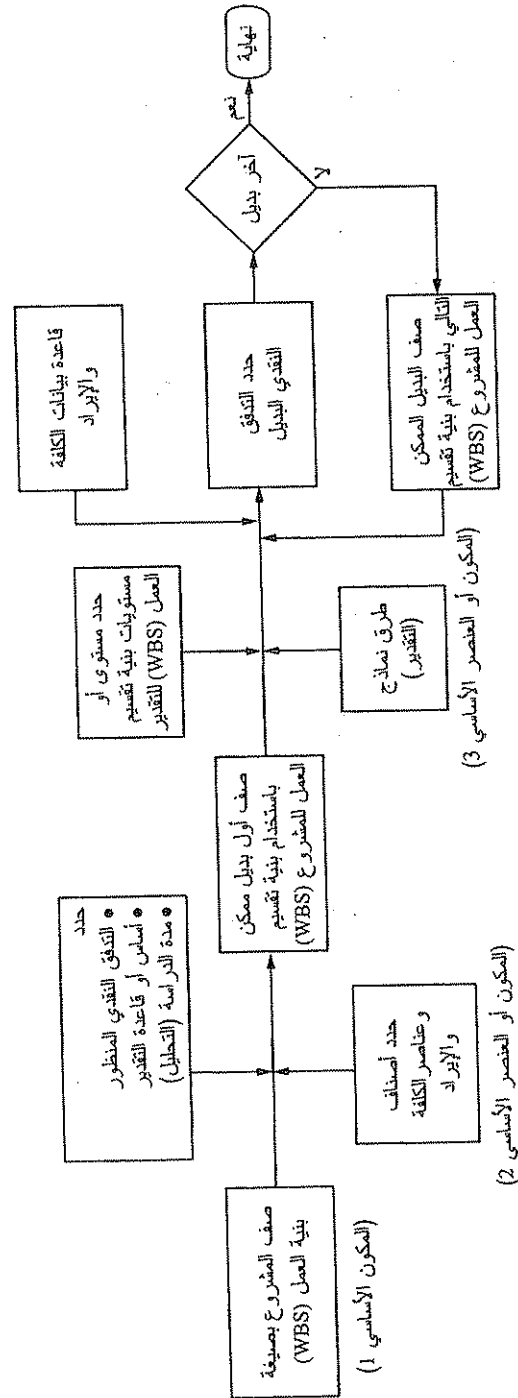 صف المشروع بصيغة
بنية العمل (WBS)
(المكون الأساسي 1)
حدد
● التدفق النقدي المنظور
● أساس أو قاعدة التقدير
● مدة الدراسة (التحليل)
حدد أصناف
وعناصر الكلفة
والإيراد
(المكون أو العنصر الأساسي 2)
صف أول بديل ممكن
باستخدام بنية تقسيم
العمل للمشروع (WBS)
حدد مستوى أو
مستويات بنية تقسيم
العمل (WBS) للتقدير
طرق نماذج
(التقدير)
(المكون أو العنصر الأساسي 3)
قاعدة بيانات الكلفة
والإيراد
حدد التدفق
النقدي البديل
صف البديل الممكن
التالي باستخدام بنية تقسيم
العمل للمشروع (WBS)
آخر بديل
نعم
لا
نهاية